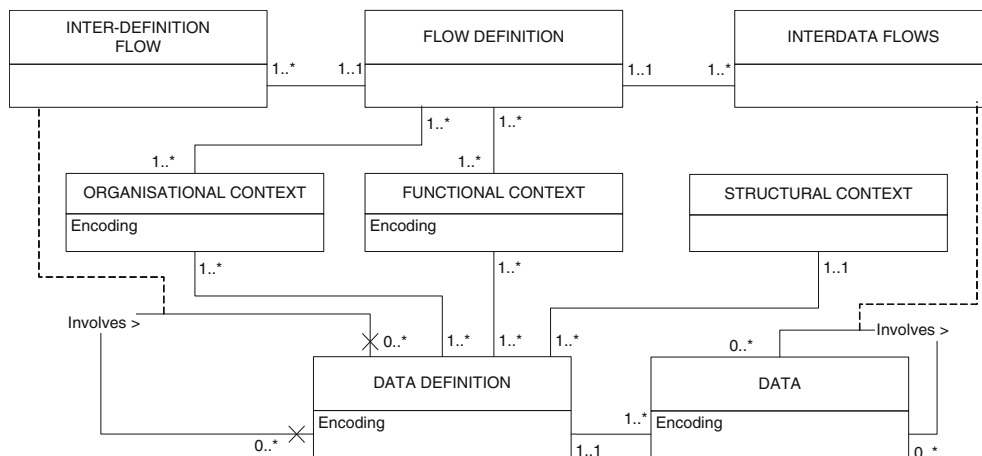 INTER-DEFINITION
FLOW
FLOW DEFINITION
INTERDATA FLOWS
1..*
1..1
1..1
1..*
1..*
1..*
1..*
1..*
ORGANISATIONAL CONTEXT
Encoding
FUNCTIONAL CONTEXT
Encoding
STRUCTURAL CONTEXT
1..*
1..*
1..1
Involves >
Involves >
0..*
1..*
1..*
1..*
0..*
DATA DEFINITION
Encoding
DATA
Encoding
0..*
1..1
1..*
0..*